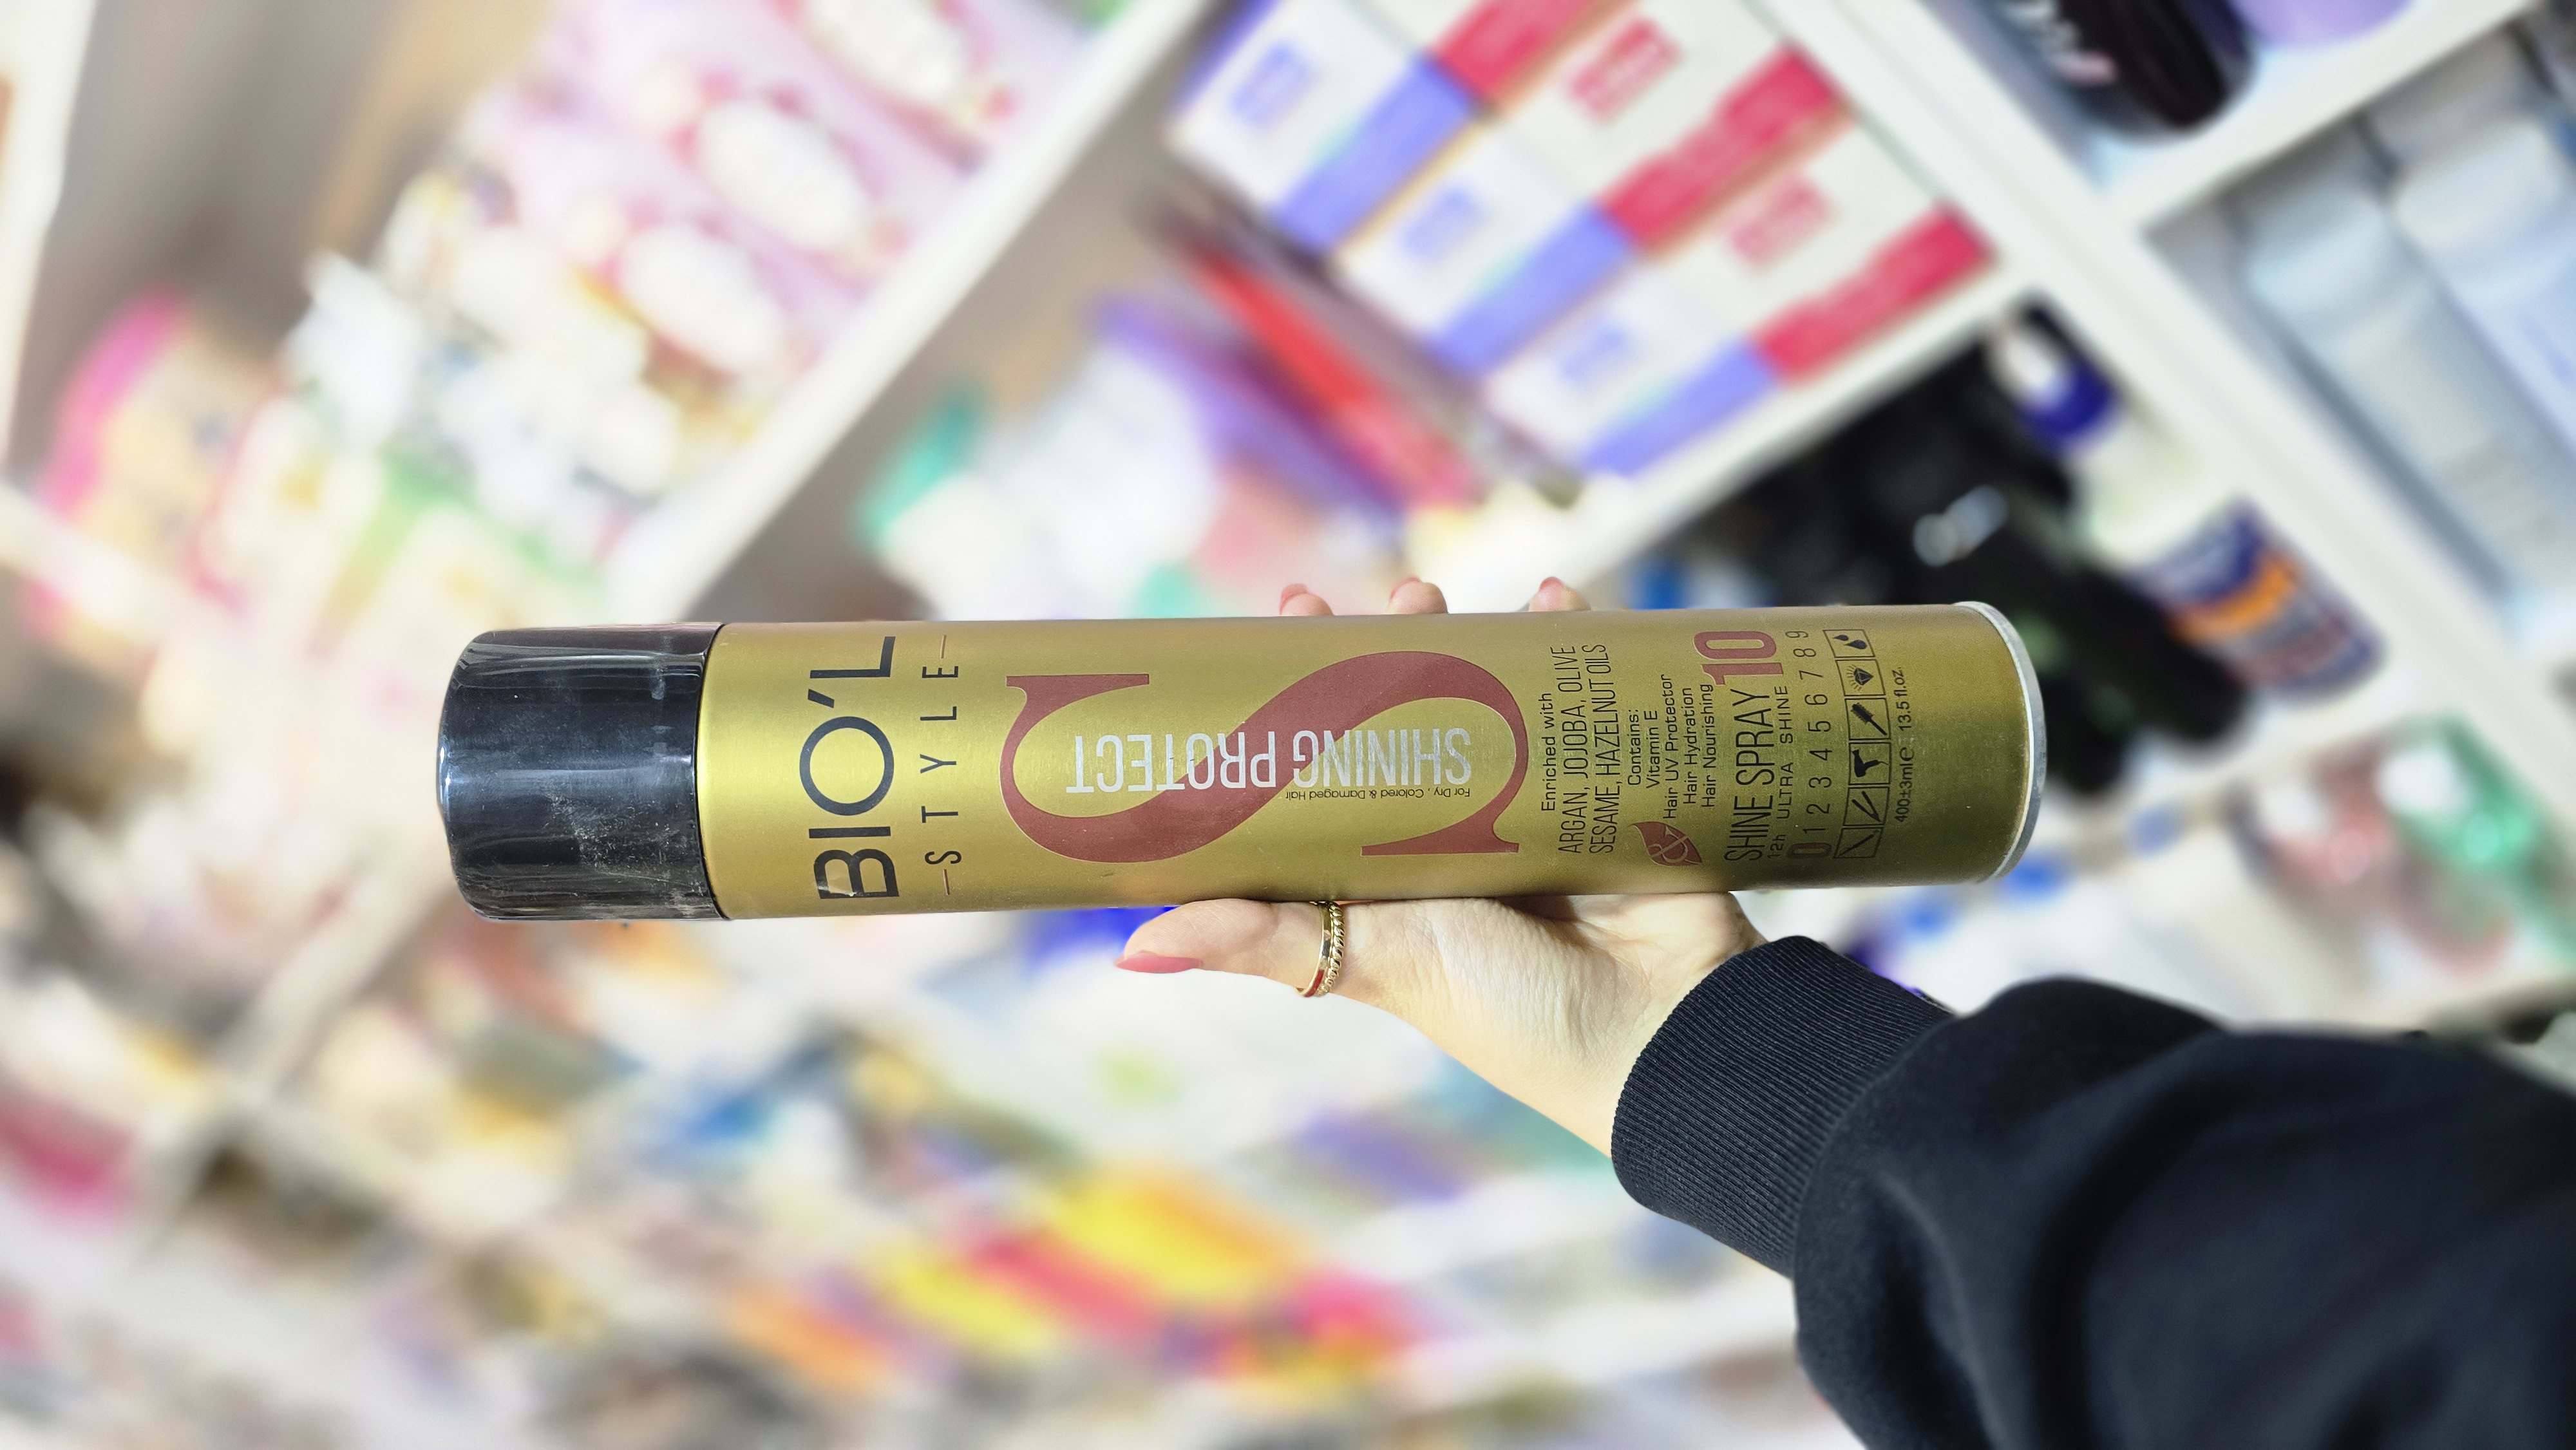 BIO'L
STYLE
SHINING PROTECT
For Dry , Colored & Damaged Hair
Enriched with
ARGAN, JOJOBA, OLIVE
SESAME, HAZELNUT OILS
Contains:
Vitamin E
Hair UV Protector
Hair Hydration
Hair Nourishing
&
SHINE SPRAY 10
12h ULTRA SHINE
0 1 2 3 4 5 6 7 8 9
400±3ml℮ 13.5 fl.oz.